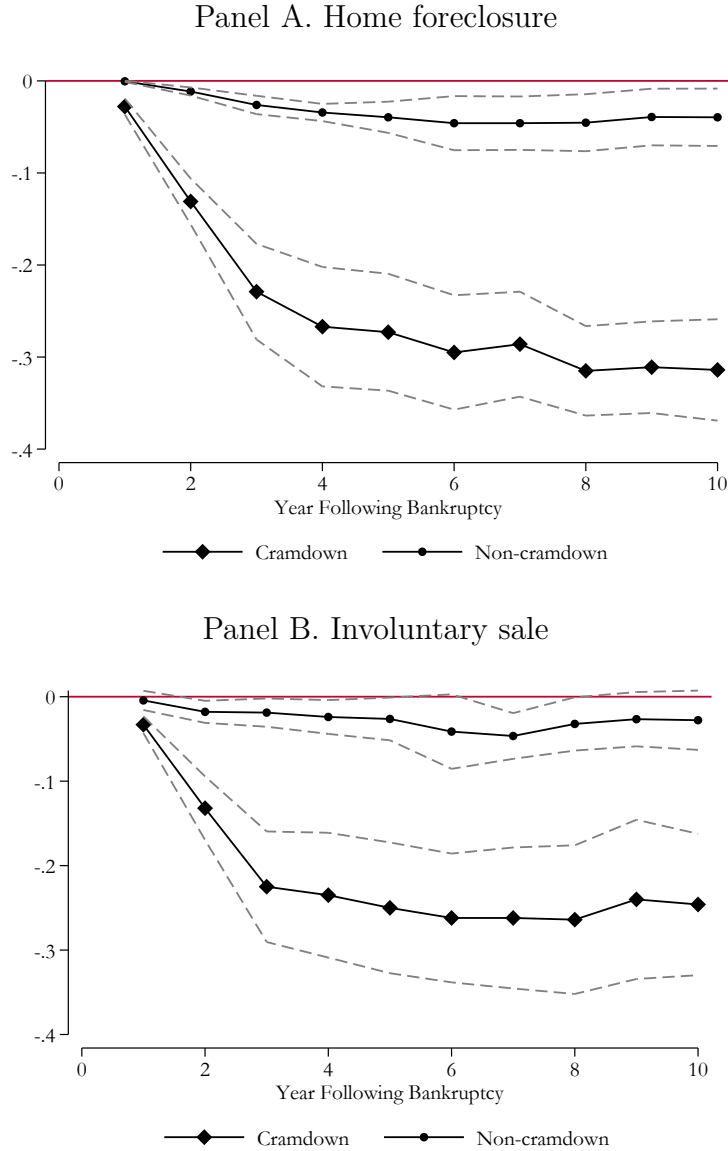 Panel A. Home foreclosure
0
-.1
-.2
-.3
-.4
0 2 4 6 8 10
Year Following Bankruptcy
Cramdown Non-cramdown
Panel B. Involuntary sale
0
-.1
-.2
-.3
-.4
0 2 4 6 8 10
Year Following Bankruptcy
Cramdown Non-cramdown